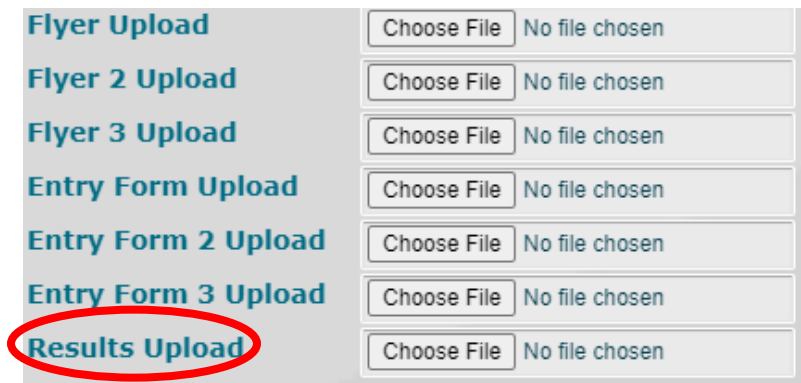 Flyer Upload Choose File No file chosen
Flyer 2 Upload Choose File No file chosen
Flyer 3 Upload Choose File No file chosen
Entry Form Upload Choose File No file chosen
Entry Form 2 Upload Choose File No file chosen
Entry Form 3 Upload Choose File No file chosen
Results Upload Choose File No file chosen